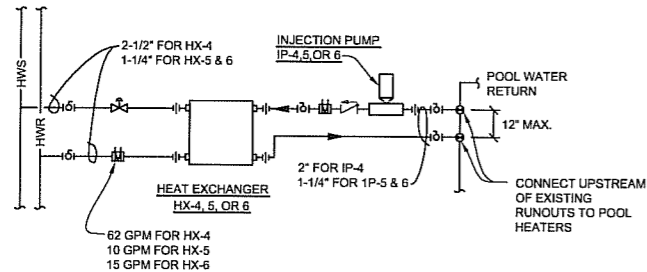 INJECTION PUMP
IP-4,5,OR 6
2-1/2" FOR HX-4
1-1/4" FOR HX-5 & 6
HWS
HWR
POOL WATER
RETURN
12" MAX.
2" FOR IP-4
1-1/4" FOR 1P-5 & 6
HEAT EXCHANGER
HX-4, 5, OR 6
CONNECT UPSTREAM
OF EXISTING
RUNOUTS TO POOL
HEATERS
62 GPM FOR HX-4
10 GPM FOR HX-5
15 GPM FOR HX-6